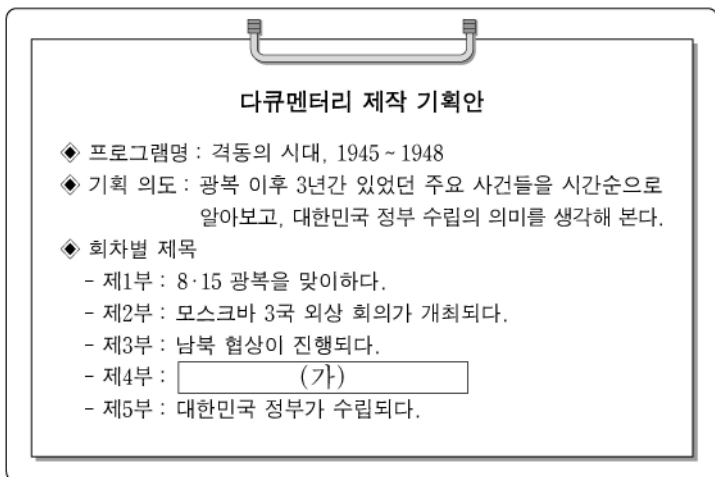 다큐멘터리 제작 기획안
◈ 프로그램명 : 격동의 시대, 1945 ~ 1948
◈ 기획 의도 : 광복 이후 3년간 있었던 주요 사건들을 시간순으로
알아보고, 대한민국 정부 수립의 의미를 생각해 본다.
◈ 회차별 제목
- 제1부 : 8·15 광복을 맞이하다.
- 제2부 : 모스크바 3국 외상 회의가 개최되다.
- 제3부 : 남북 협상이 진행되다.
- 제4부 : (가)
- 제5부 : 대한민국 정부가 수립되다.